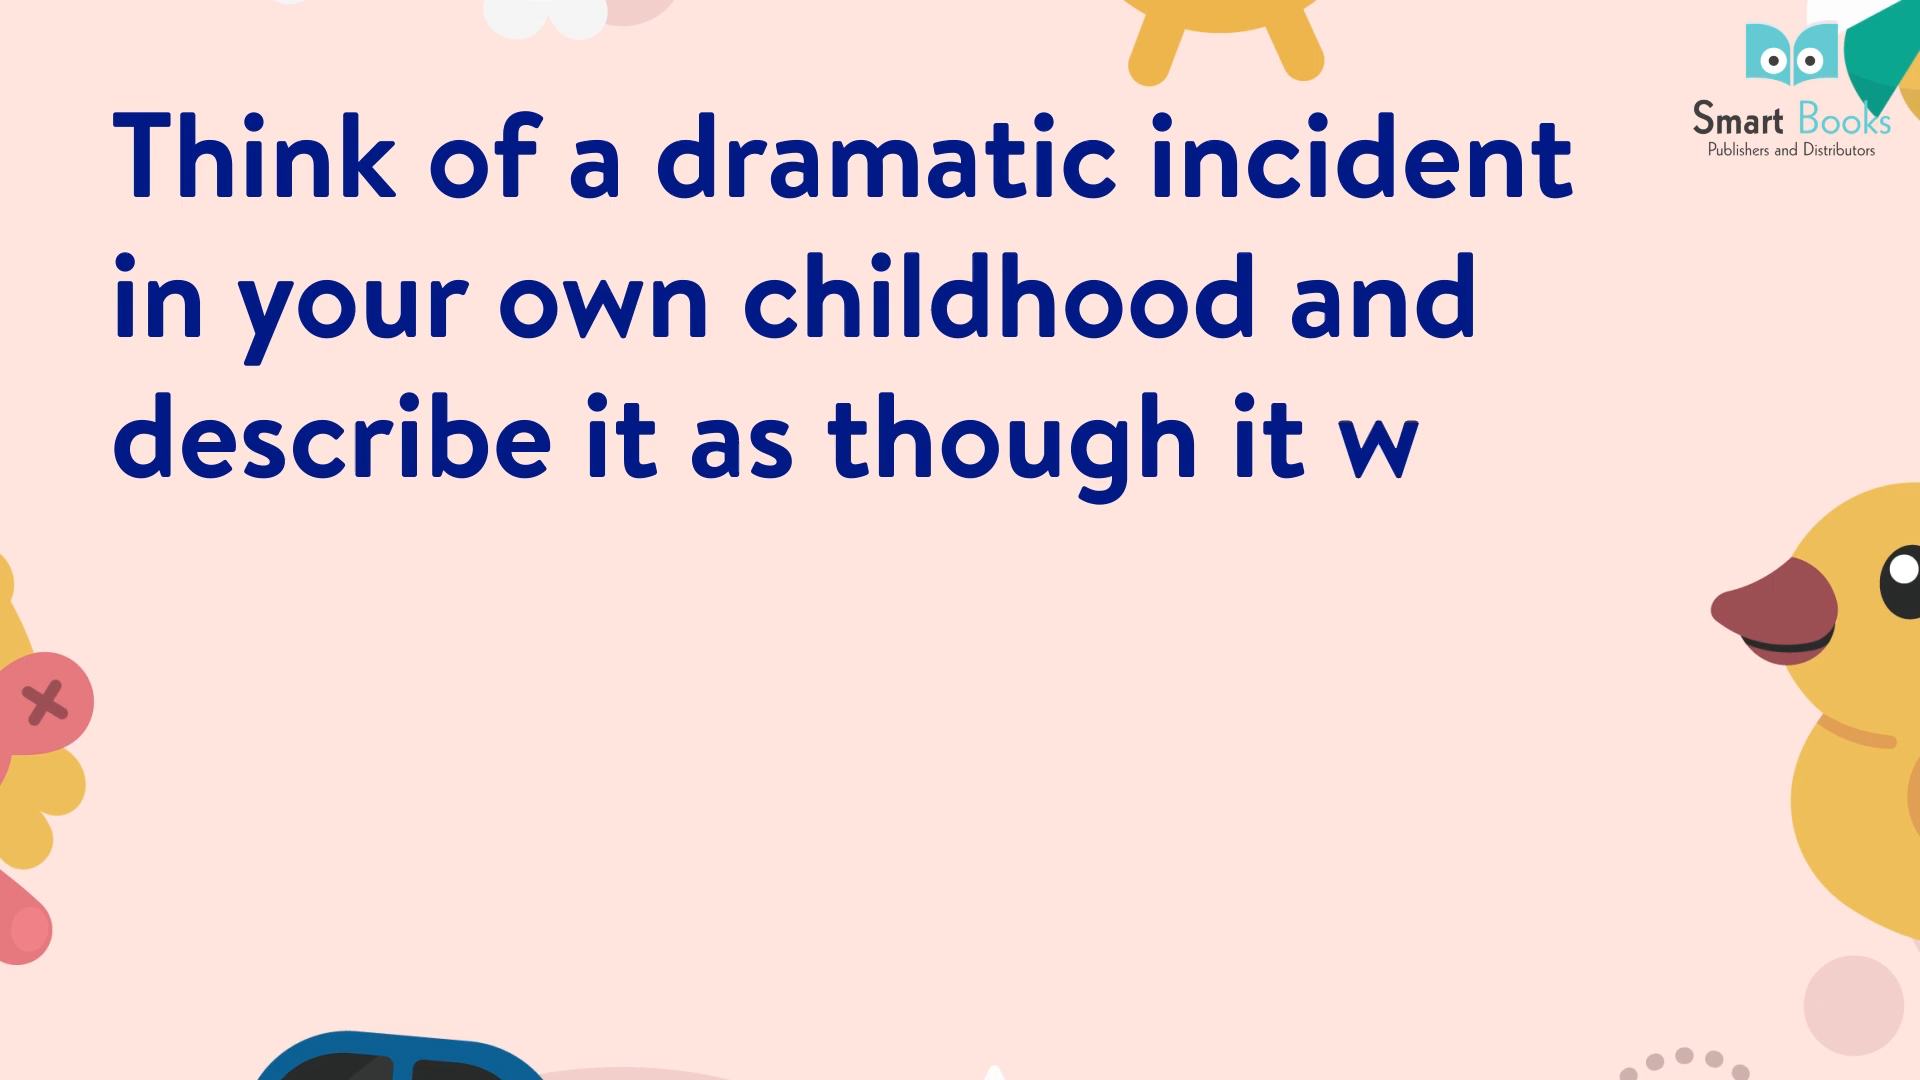 Think of a dramatic incident
in your own childhood and
describe it as though it w
Smart Books
Publishers and Distributors